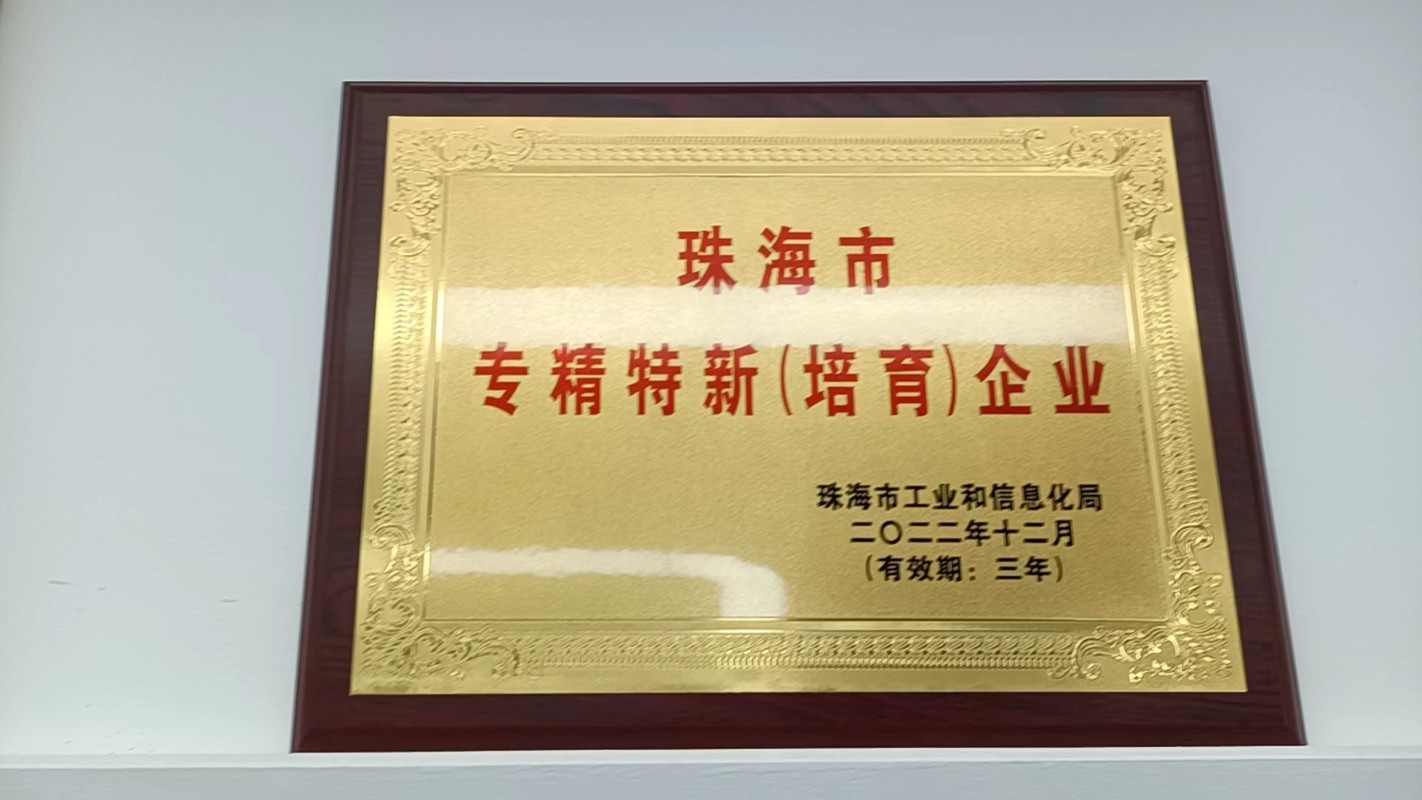 珠海市
专精特新(培育)企业
珠海市工业和信息化局
二〇二二年十二月
(有效期：三年)